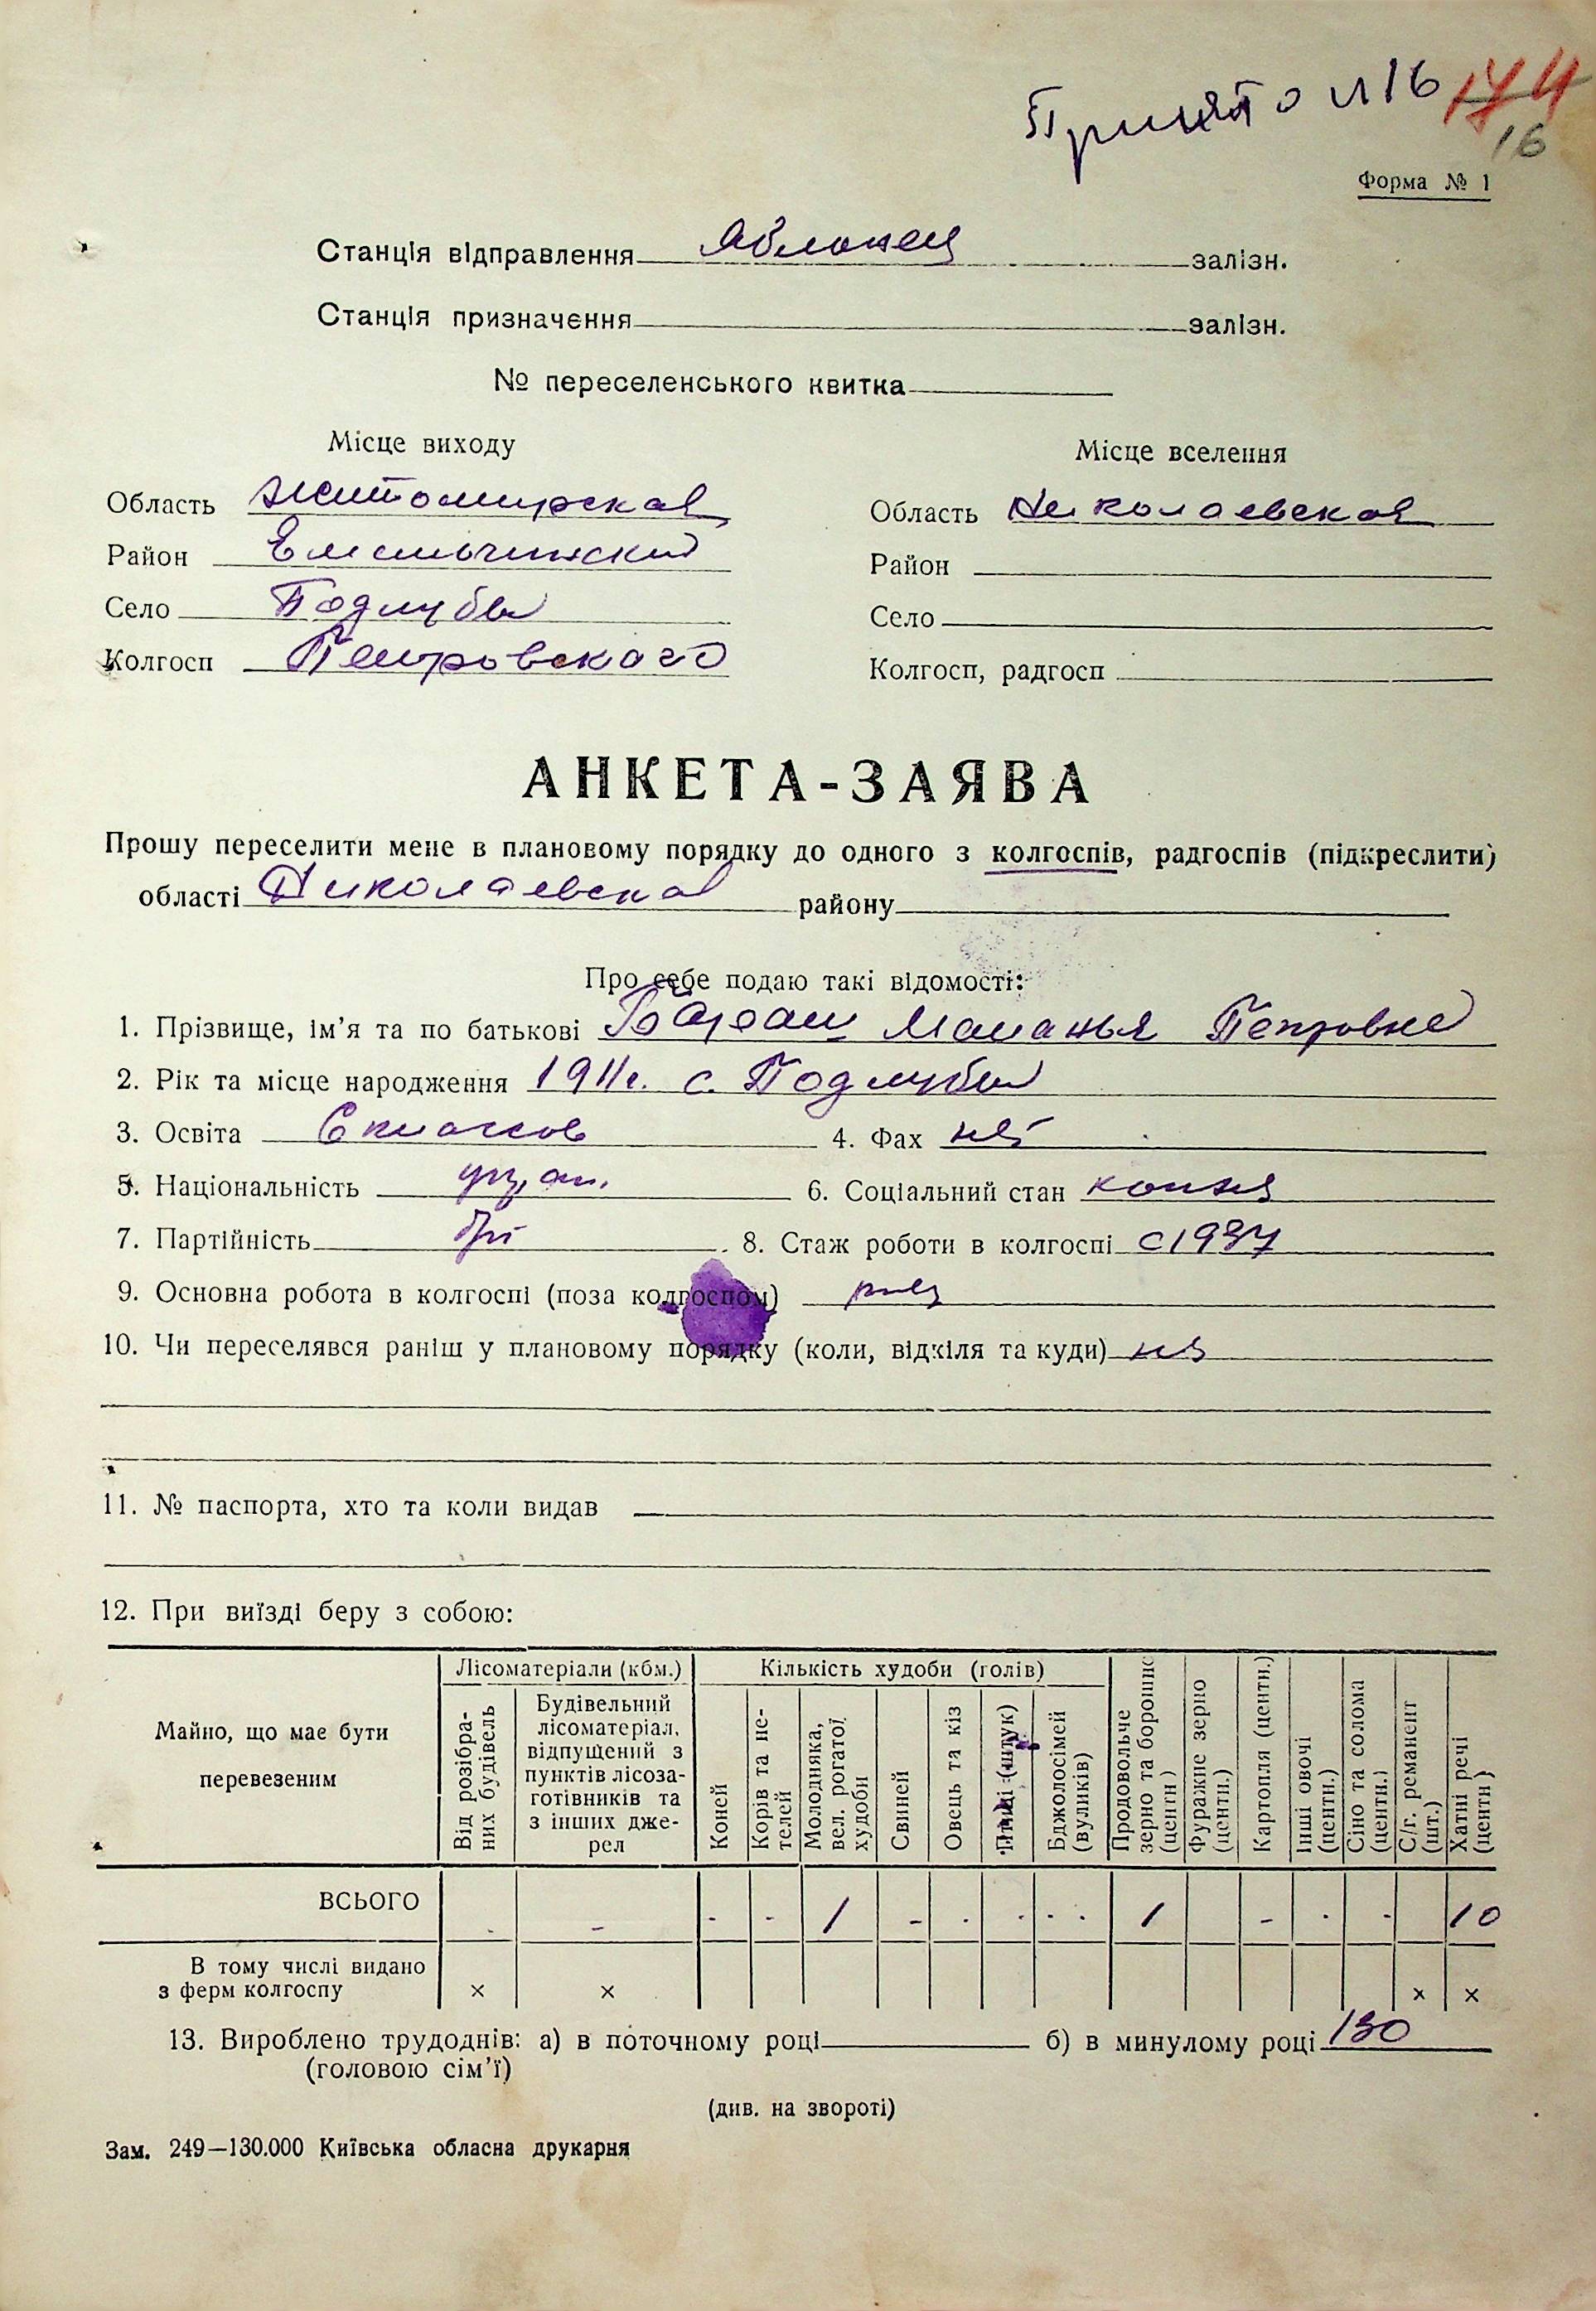 Принято л 16 174
16
Форма № 1
Станція відправлення Яблонец залізн.
Станція призначення залізн.
№ переселенського квитка
Місце виходу
Місце вселення
Область Житомирская
Область Николаевская
Район Емильчинский
Район
Село Подлубы
Село
Колгосп Петровского
Колгосп, радгосп
АНКЕТА-ЗАЯВА
Прошу переселити мене в плановому порядку до одного з колгоспів, радгоспів (підкреслити)
області Николаевская району
Про себе подаю такі відомості:
1. Прізвище, ім’я та по батькові Маланья Петровна
2. Рік та місце народження 1911 г. с. Подлубы
3. Освіта 4. Фах нет
5. Національність 6. Соціальний стан
7. Партійність 8. Стаж роботи в колгоспі с 1937
9. Основна робота в колгоспі (поза колгоспом)
10. Чи переселявся раніш у плановому порядку (коли, відкіля та куди)
11. № паспорта, хто та коли видав
12. При виїзді беру з собою:
Майно, що має бути перевезеним
Лісоматеріали (кбм.)
Кількість худоби (голів)
Від розібраних будівель
Будівельний лісоматеріал, відпущений з пунктів лісозаготівників та з інших джерел
Коней
Корів та нетелей
Молодняка, вел. рогатої худоби
Свиней
Овець та кіз
Птиці (штук)
Бджолосімей (вуликів)
Продовольче зерно та борошно (центн)
Фуражне зерно (центн.)
Картопля (центн.)
Інші овочі (центн.)
Сіно та солома (центн.)
С/г. реманент (шт.)
Хатні речі (центн)
ВСЬОГО - - - - 1 - . . . . 1 - . - 10
В тому числі видано
з ферм колгоспу × × × ×
13. Вироблено трудоднів: а) в поточному році б) в минулому році 130
(головою сім’ї)
(див. на звороті)
Зам. 249—130.000 Київська обласна друкарня